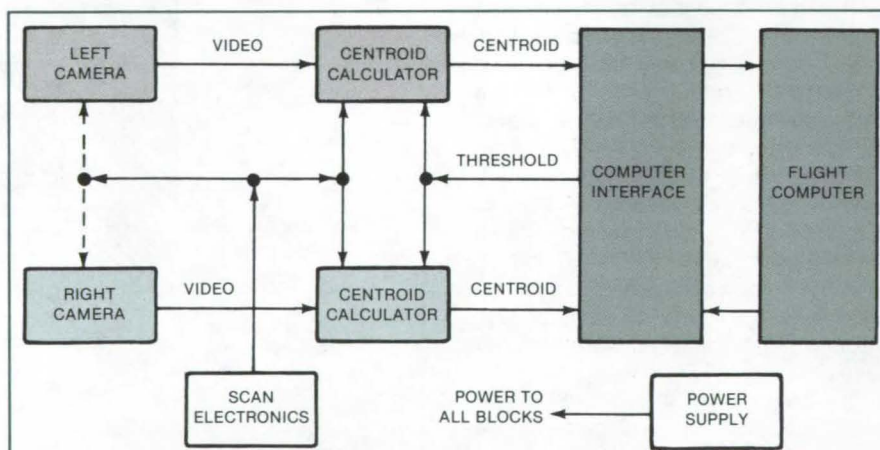 LEFT
CAMERA
VIDEO
CENTROID
CALCULATOR
CENTROID
THRESHOLD
COMPUTER
INTERFACE
FLIGHT
COMPUTER
RIGHT
CAMERA
VIDEO
CENTROID
CALCULATOR
CENTROID
SCAN
ELECTRONICS
POWER TO
ALL BLOCKS
POWER
SUPPLY